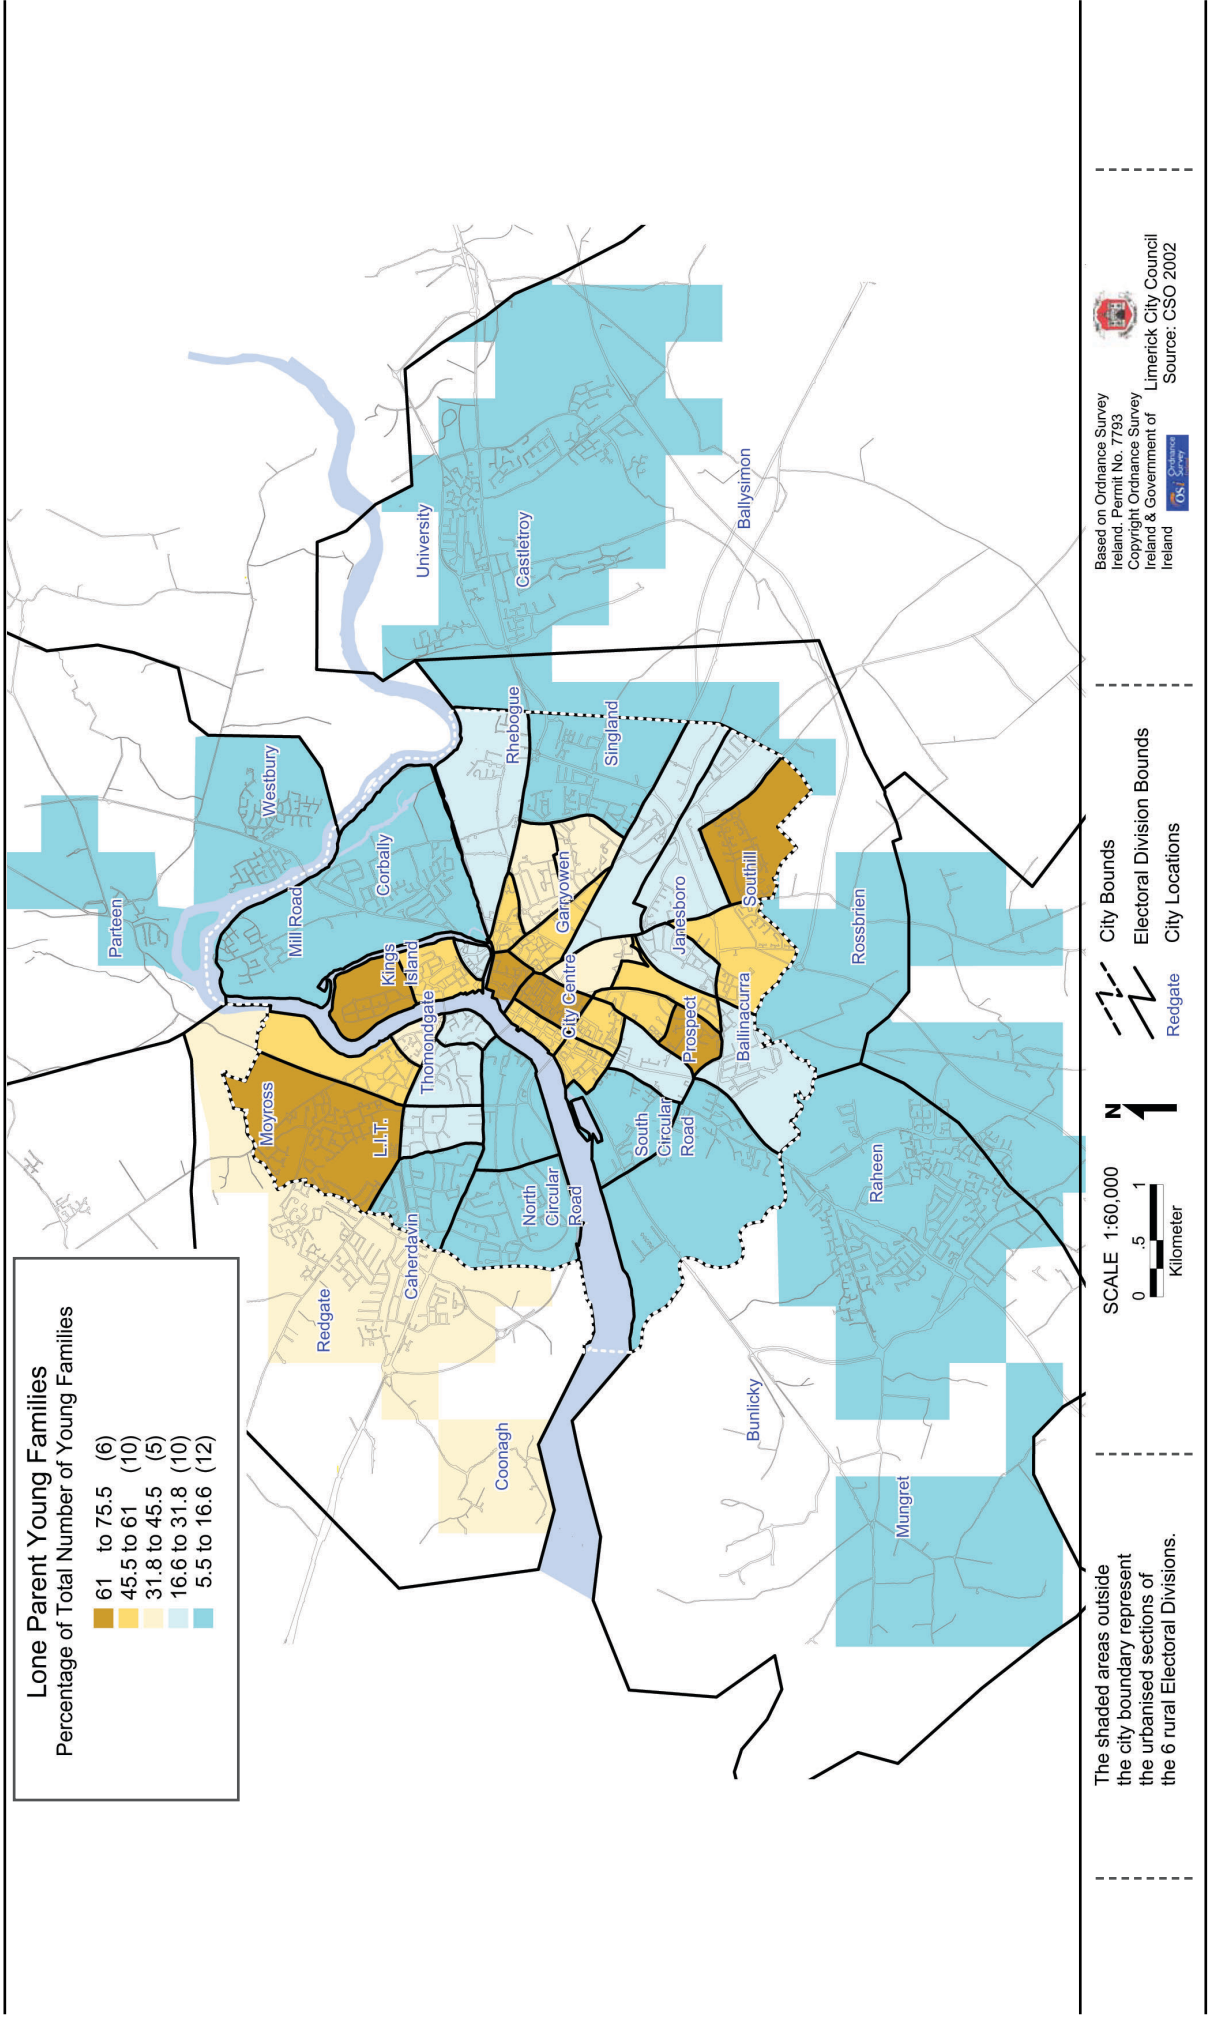 Lone Parent Young Families
Percentage of Total Number of Young Families
61 to 75.5 (6)
45.5 to 61 (10)
31.8 to 45.5 (5)
16.6 to 31.8 (10)
5.5 to 16.6 (12)
Parteen
Westbury
Mill Road
Corbally
Moyross
L.I.T.
Kings
Island
Thomondgate
Redgate
Caherdavin
Coonagh
North
Circular
Road
University
Castletroy
Rhebogue
Singland
Garryowen
City Centre
Janesboro
Southill
Prospect
Ballinacurra
South
Circular
Road
Ballysimon
Rossbrien
Raheen
Bunlicky
Mungret
The shaded areas outside
the city boundary represent
the urbanised sections of
the 6 rural Electoral Divisions.
SCALE 1:60,000
0 .5 1
Kilometer
N
City Bounds
Electoral Division Bounds
Redgate City Locations
Based on Ordnance Survey
Ireland. Permit No. 7793
Copyright Ordnance Survey
Ireland & Government of
Ireland
OSi Ordnance
Survey
Limerick City Council
Source: CSO 2002